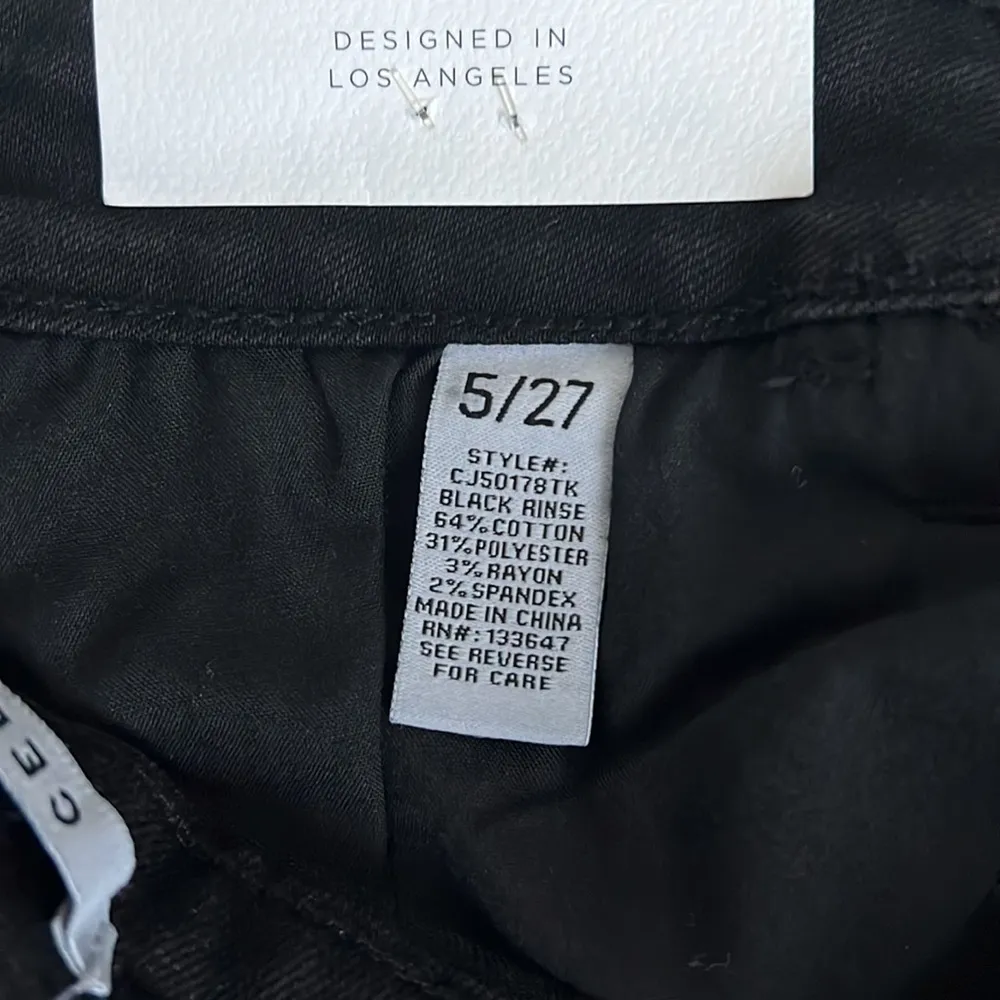 DESIGNED IN
LOS ANGELES
5/27
STYLE#:
CJ50178TK
BLACK RINSE
64%COTTON
31%POLYESTER
3%RAYON
2%SPANDEX
MADE IN CHINA
RN#:133647
SEE REVERSE
FOR CARE